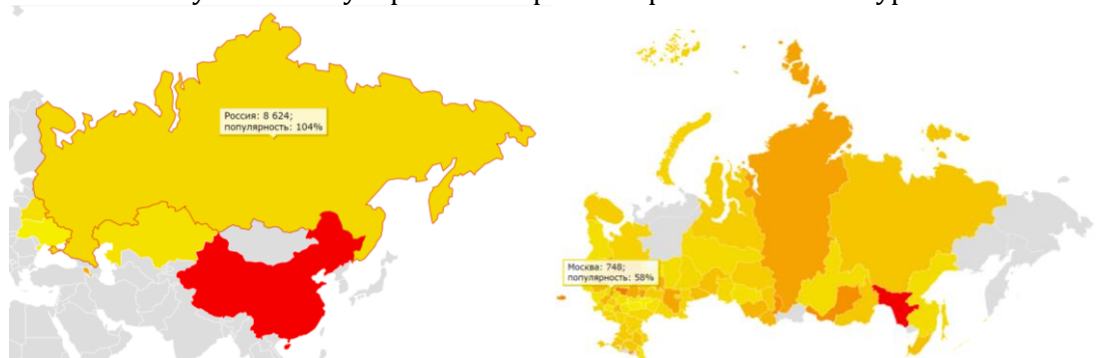 Россия: 8 624;
популярность: 104%
Москва: 748;
популярность: 58%